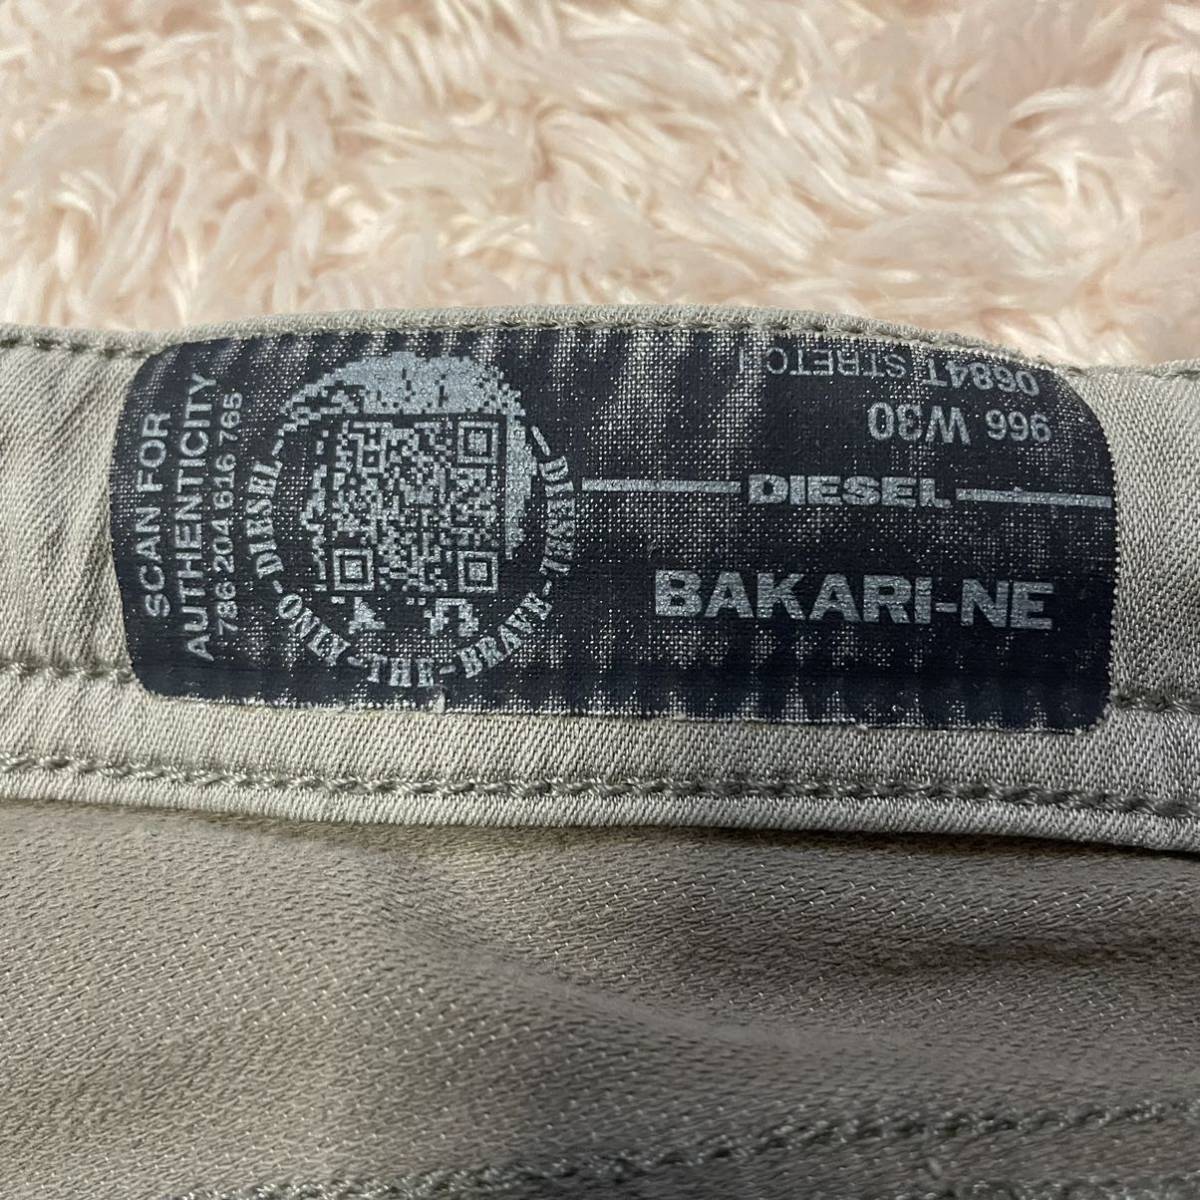 SCAN FOR
AUTHENTICITY
786 204 616 765
DIESEL-ONLY-THE-BRAVE-DIESEL
0684T STRETCH
966 W30
DIESEL
BAKARI-NE